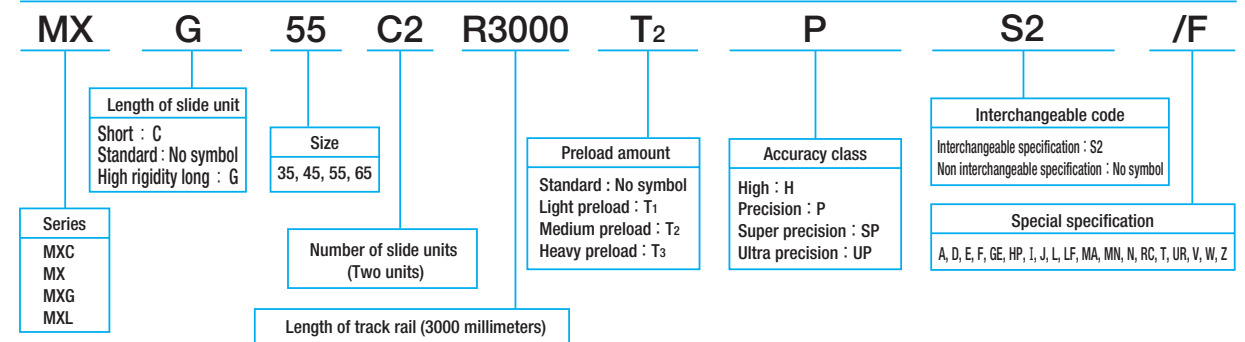 MX G 55 C2 R3000 T2 P S2 /F
Length of slide unit
Short : C
Standard : No symbol
High rigidity long : G
Size
35, 45, 55, 65
Preload amount
Standard : No symbol
Light preload : T1
Medium preload : T2
Heavy preload : T3
Accuracy class
High : H
Precision : P
Super precision : SP
Ultra precision : UP
Interchangeable code
Interchangeable specification : S2
Non interchangeable specification : No symbol
Series
MXC
MX
MXG
MXL
Number of slide units
(Two units)
Special specification
A, D, E, F, GE, HP, I, J, L, LF, MA, MN, N, RC, T, UR, V, W, Z
Length of track rail (3000 millimeters)